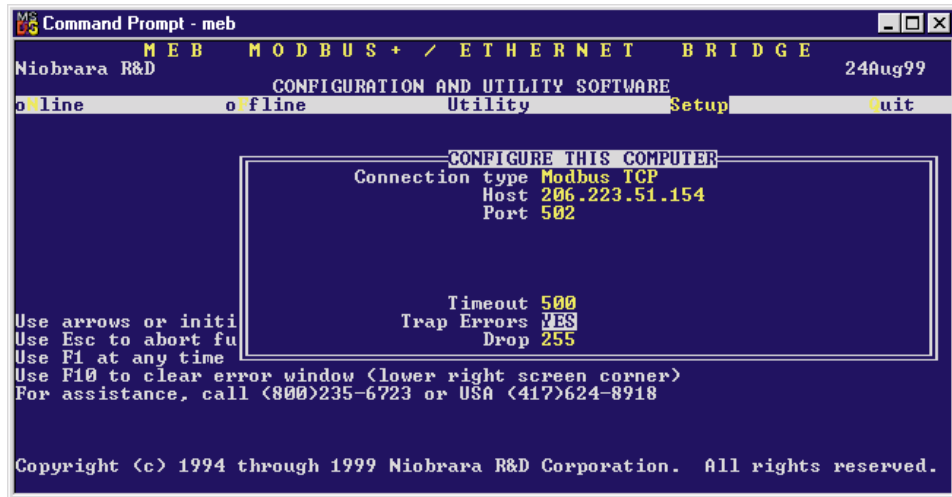 Command Prompt - meb
M E B M O D B U S + / E T H E R N E T B R I D G E
Niobrara R&D 24Aug99
CONFIGURATION AND UTILITY SOFTWARE
oNline oFfline Utility Setup Quit
CONFIGURE THIS COMPUTER
Connection type Modbus TCP
Host 206.223.51.154
Port 502
Timeout 500
Use arrows or initi Trap Errors YES
Use Esc to abort fu Drop 255
Use F1 at any time
Use F10 to clear error window (lower right screen corner)
For assistance, call (800)235-6723 or USA (417)624-8918
Copyright (c) 1994 through 1999 Niobrara R&D Corporation. All rights reserved.